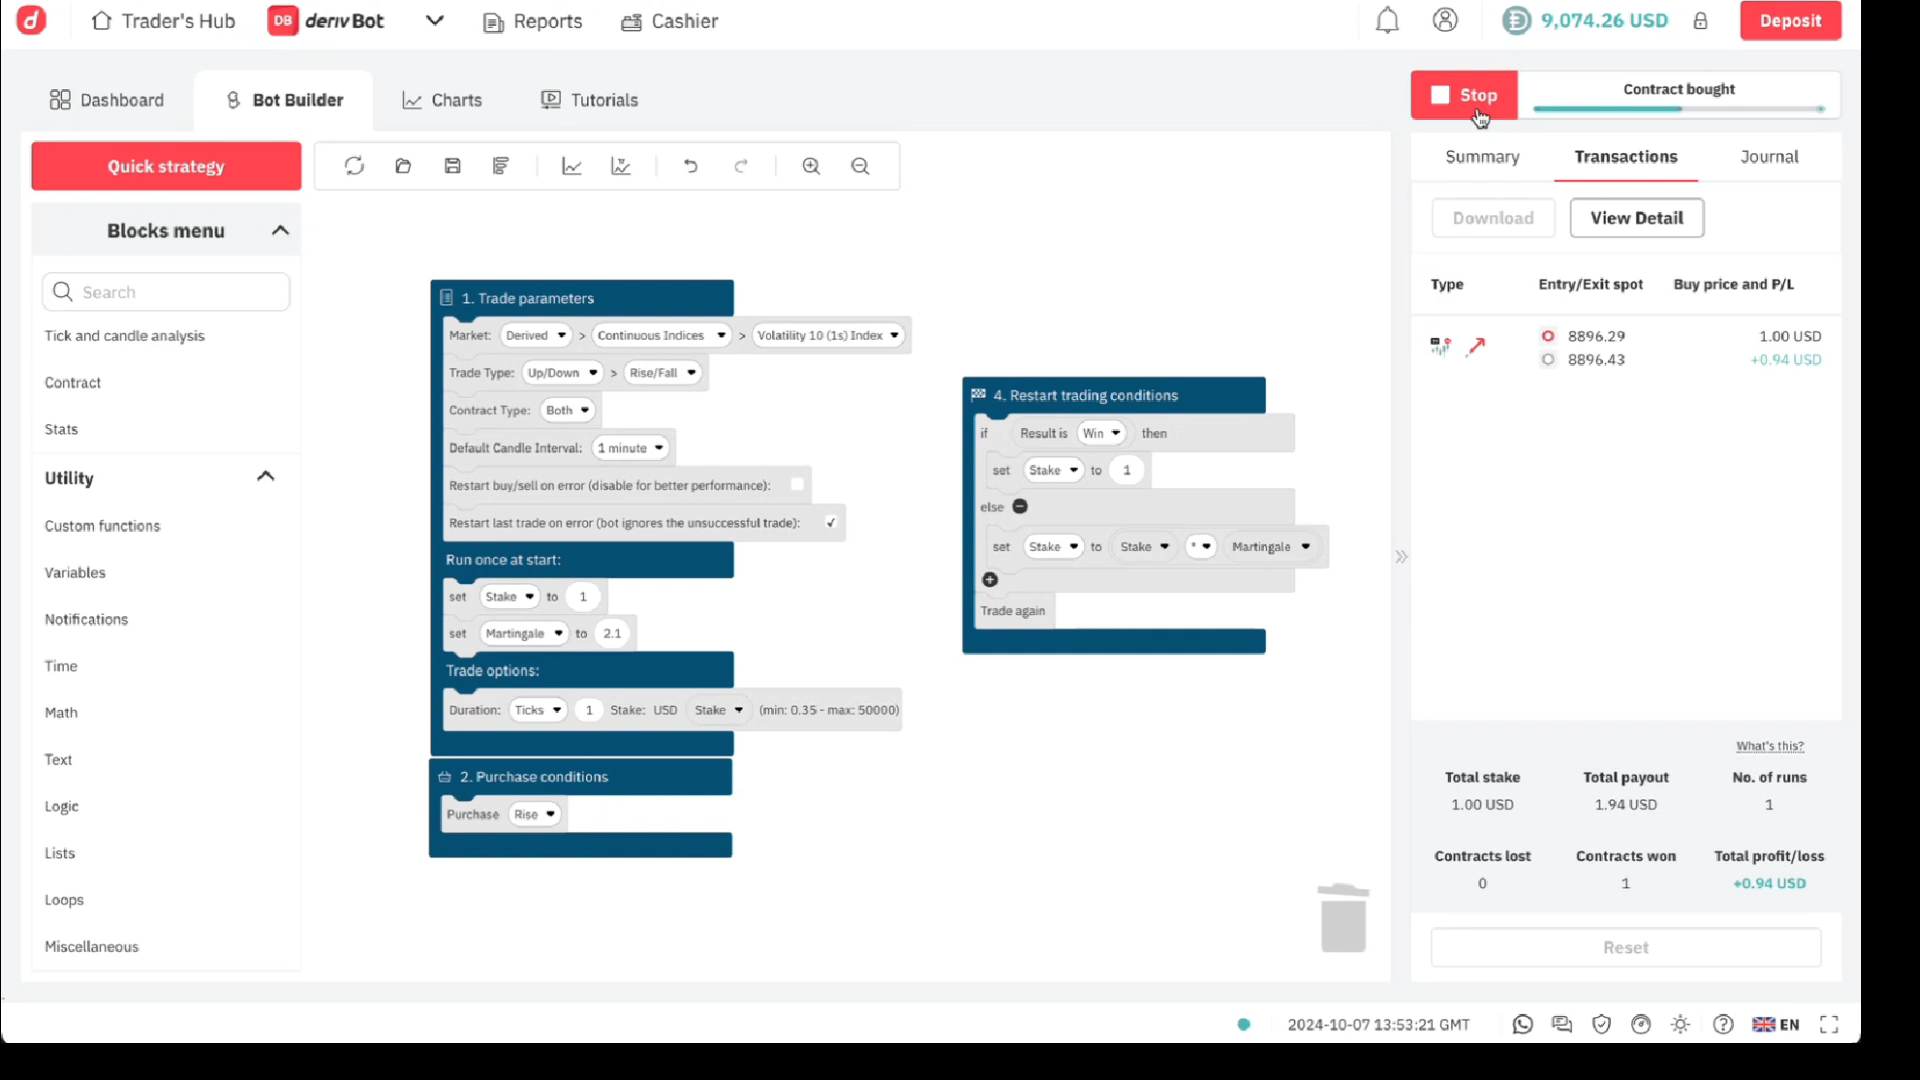 Trader's Hub
DB deriv Bot
Reports
Cashier
9,074.26 USD
Deposit
Dashboard
Bot Builder
Charts
Tutorials
Stop
Contract bought
Quick strategy
Summary
Transactions
Journal
Blocks menu
Download
View Detail
Search
Type
Entry/Exit spot
Buy price and P/L
Tick and candle analysis
8896.29
1.00 USD
8896.43
+0.94 USD
Contract
Stats
Utility
Custom functions
Variables
Notifications
Time
Math
Text
Logic
Lists
Loops
Miscellaneous
1. Trade parameters
Market: Derived > Continuous Indices > Volatility 10 (1s) Index
Trade Type: Up/Down > Rise/Fall
Contract Type: Both
Default Candle Interval: 1 minute
Restart buy/sell on error (disable for better performance):
Restart last trade on error (bot ignores the unsuccessful trade): ✓
Run once at start:
set Stake to 1
set Martingale to 2.1
Trade options:
Duration: Ticks 1 Stake: USD Stake (min: 0.35 - max: 50000)
2. Purchase conditions
Purchase Rise
4. Restart trading conditions
if Result is Win then
set Stake to 1
else
set Stake to Stake * Martingale
Trade again
What's this?
Total stake
Total payout
No. of runs
1.00 USD
1.94 USD
1
Contracts lost
Contracts won
Total profit/loss
0
1
+0.94 USD
Reset
2024-10-07 13:53:21 GMT
EN